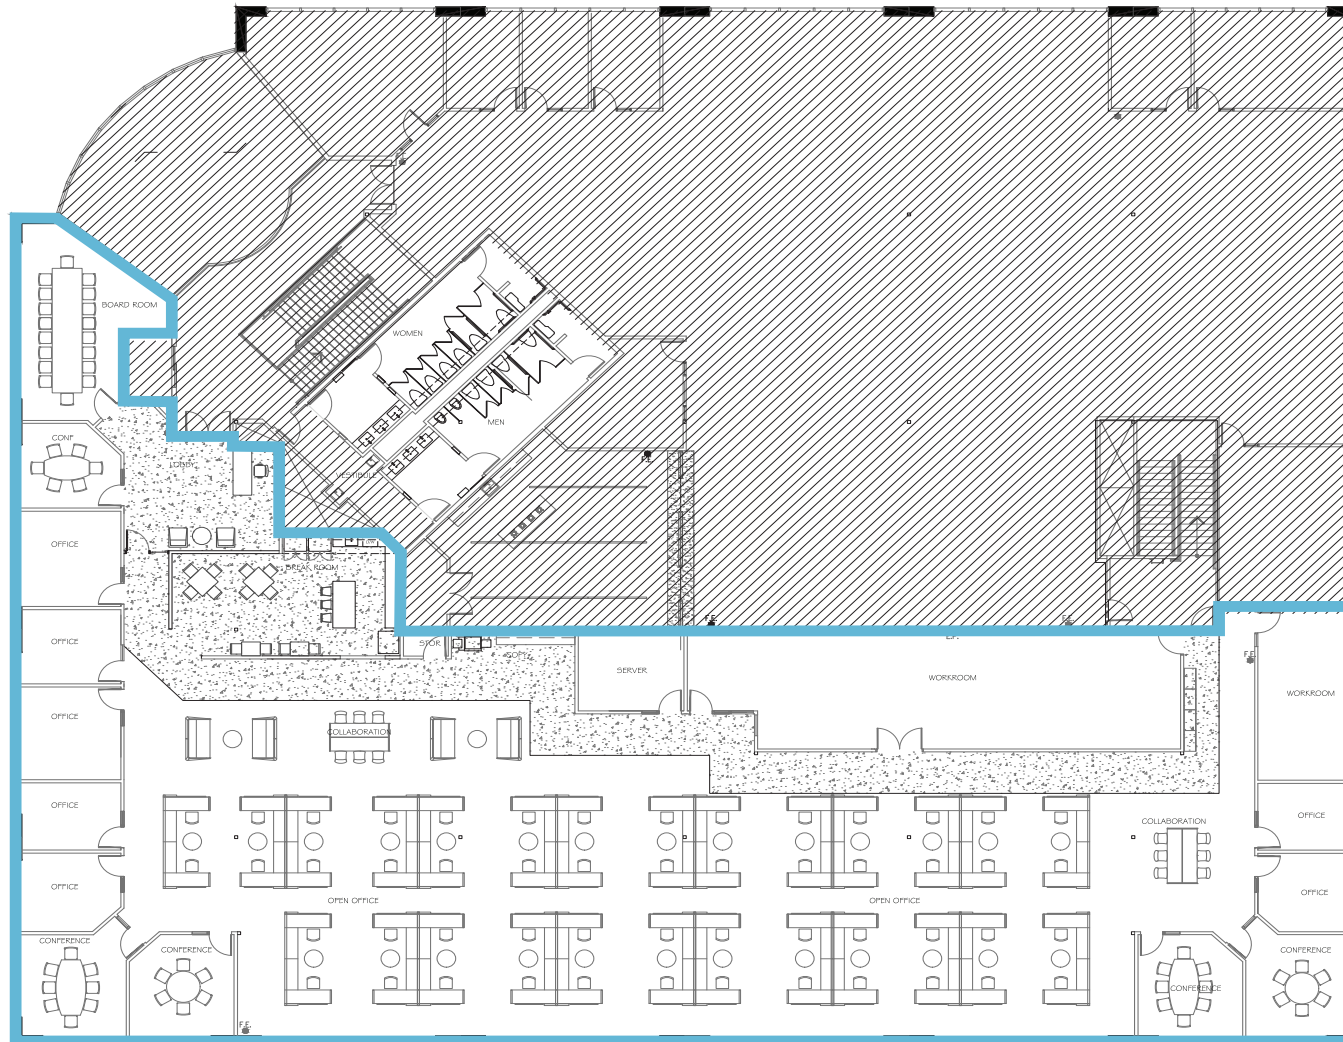 BOARD ROOM
WOMEN
MEN
CONF
LOBBY
F.E.
VESTIBULE
OFFICE
BREAK ROOM
F.E.
F.E.
OFFICE
STOR
COPY
SERVER
WORKROOM
F.E.
WORKROOM
OFFICE
COLLABORATION
OFFICE
COLLABORATION
OFFICE
OFFICE
OFFICE
OPEN OFFICE
OPEN OFFICE
CONFERENCE
CONFERENCE
CONFERENCE
CONFERENCE
F.E.